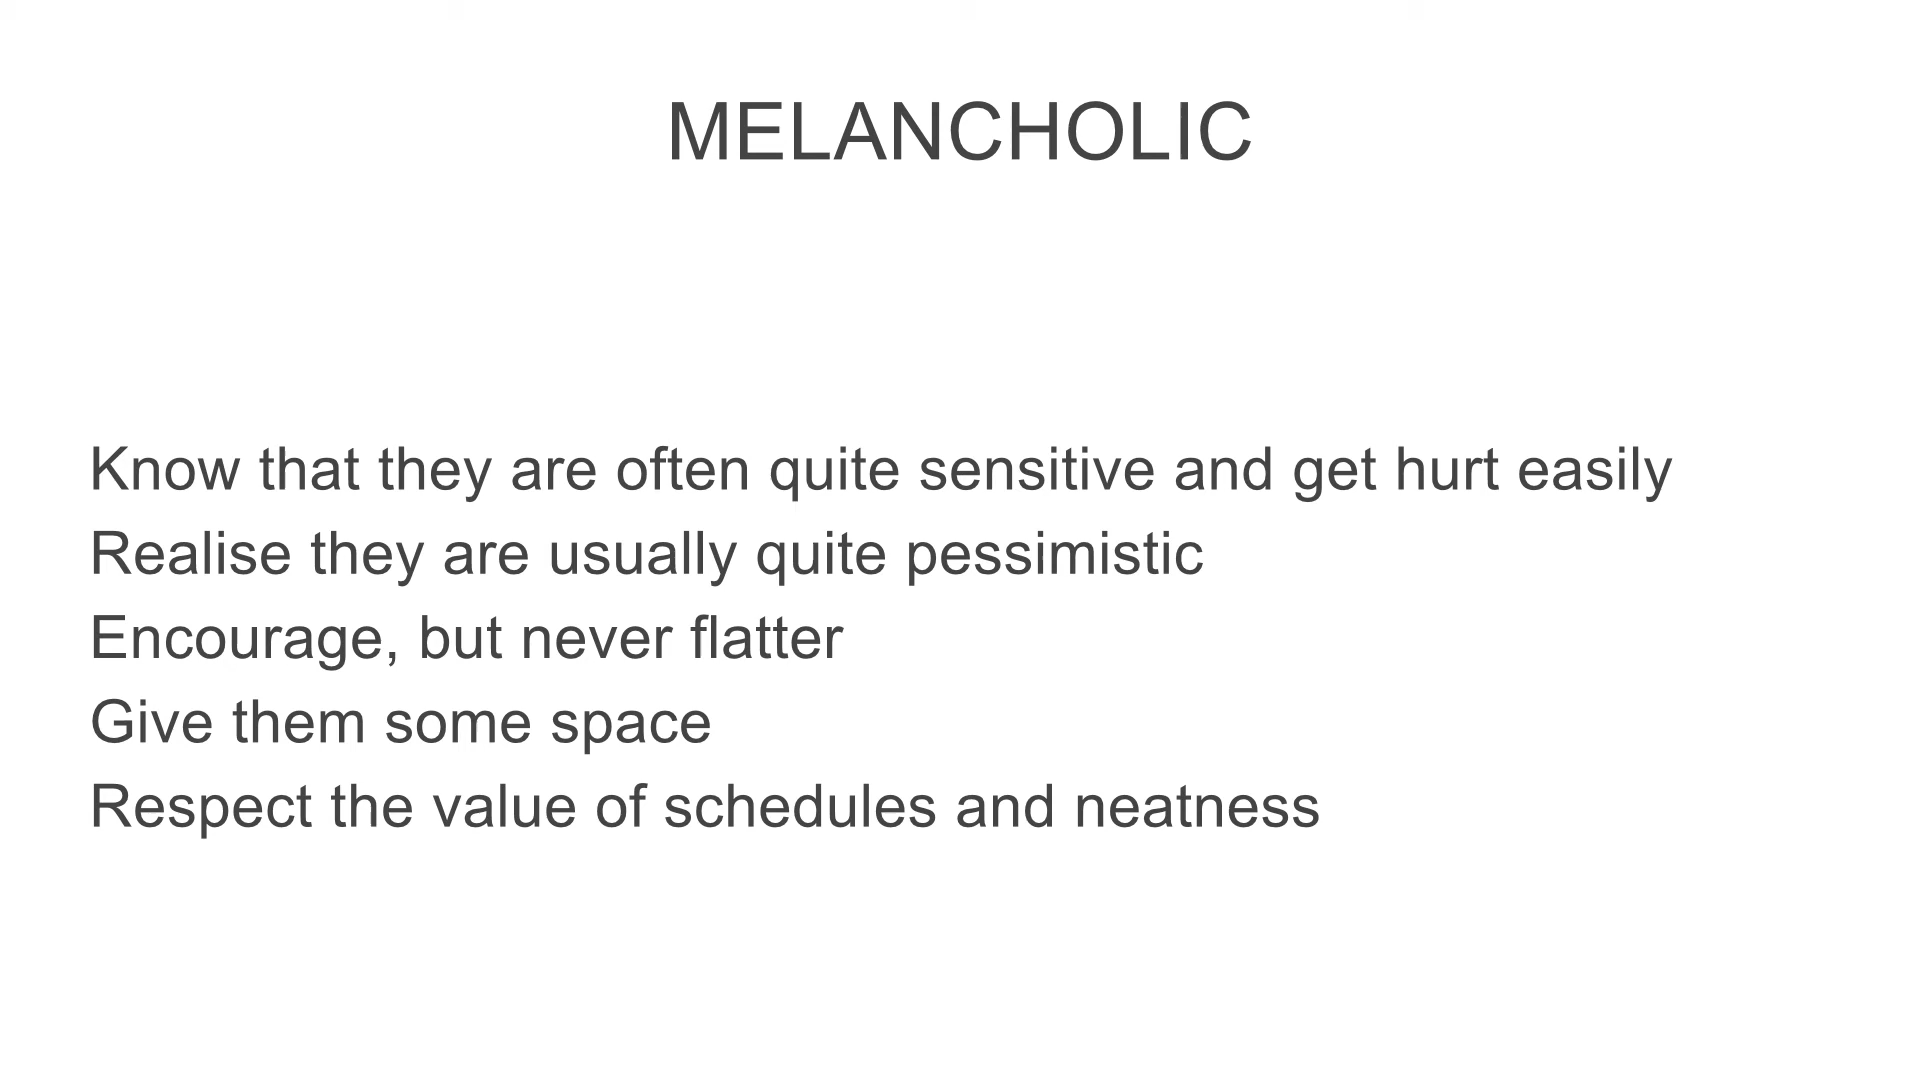 MELANCHOLIC
Know that they are often quite sensitive and get hurt easily
Realise they are usually quite pessimistic
Encourage, but never flatter
Give them some space
Respect the value of schedules and neatness